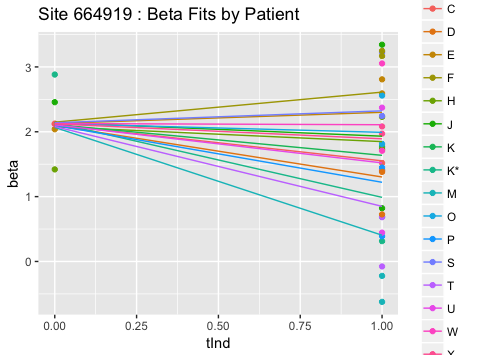 Site 664919 : Beta Fits by Patient
beta
3
2
1
0
0.00 0.25 0.50 0.75 1.00
tInd
C
D
E
F
H
J
K
K*
M
O
P
S
T
U
W